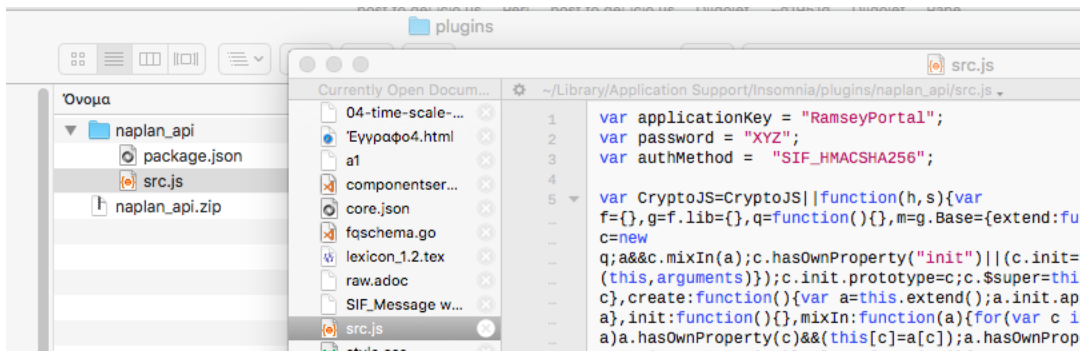 plugins
Όνομα
naplan_api
package.json
src.js
naplan_api.zip
src.js
Currently Open Docum...
~/Library/Application Support/Insomnia/plugins/naplan_api/src.js
04-time-scale-...
Έγγραφο4.html
a1
componentser...
core.json
fqschema.go
lexicon_1.2.tex
raw.adoc
SIF_Message w...
src.js
1 var applicationKey = "RamseyPortal";
2 var password = "XYZ";
3 var authMethod =  "SIF_HMACSHA256";
4
5 var CryptoJS=CryptoJS||function(h,s){var
f={},g=f.lib={},q=function(){},m=g.Base={extend:fu
c=new
q;a&&c.mixIn(a);c.hasOwnProperty("init")||(c.init=
(this,arguments)});c.init.prototype=c;c.$super=thi
c},create:function(){var a=this.extend();a.init.ap
a},init:function(){},mixIn:function(a){for(var c i
a)a.hasOwnProperty(c)&&(this[c]=a[c]);a.hasOwnProp